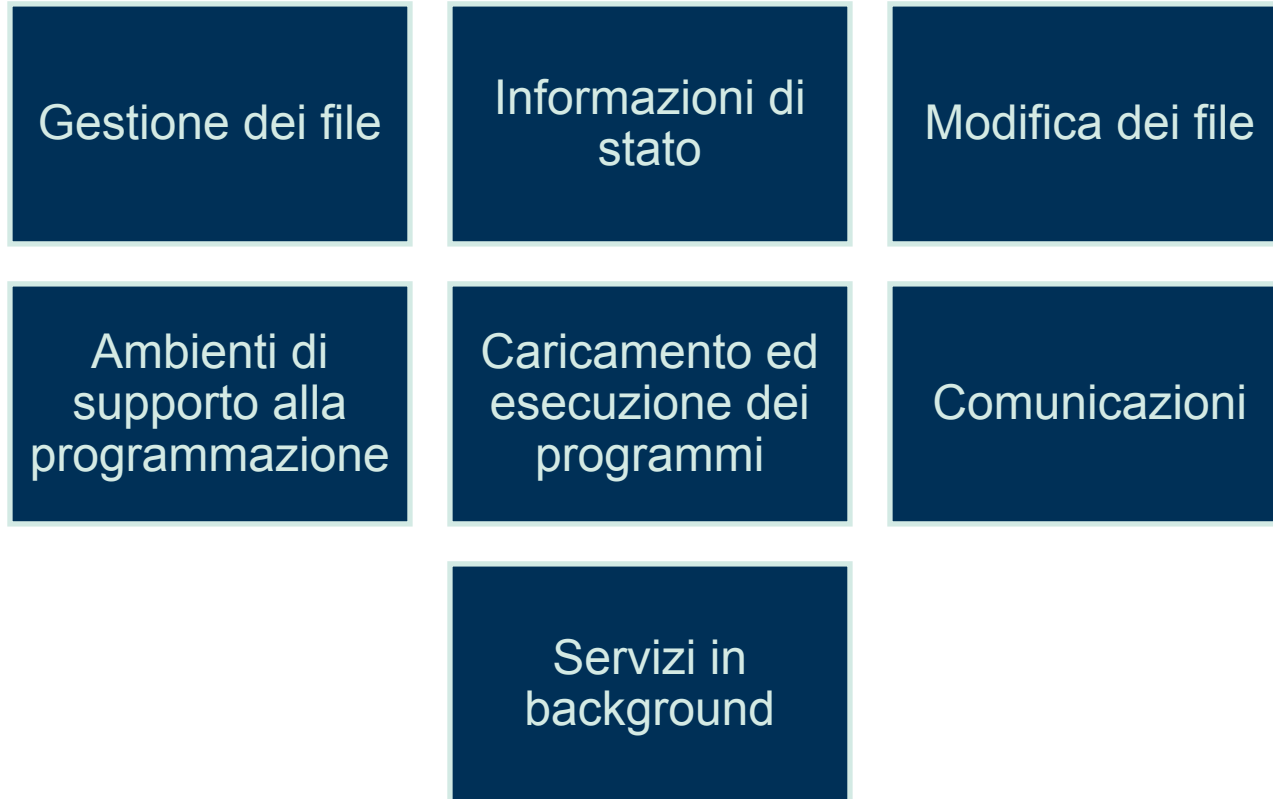 Gestione dei file
Informazioni di
stato
Modifica dei file
Ambienti di
supporto alla
programmazione
Caricamento ed
esecuzione dei
programmi
Comunicazioni
Servizi in
background